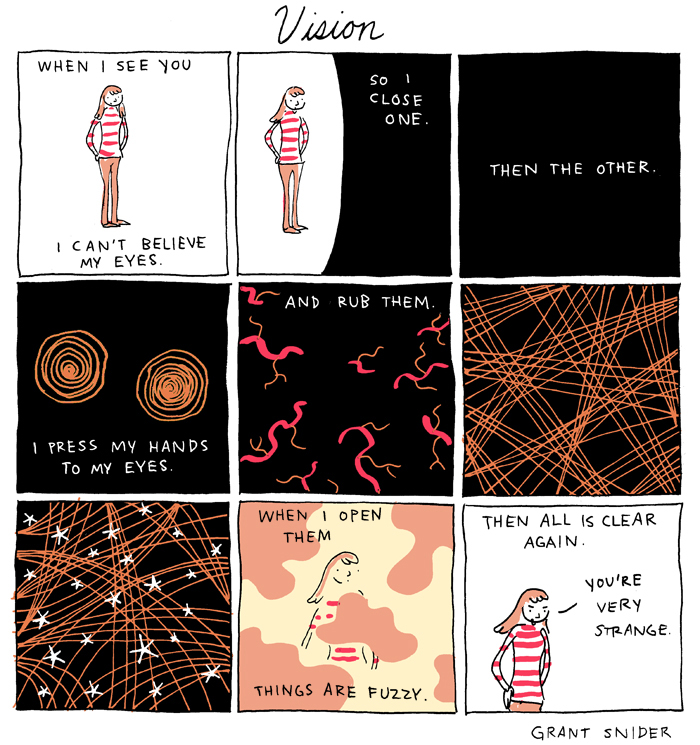 Vision
WHEN I SEE YOU
I CAN'T BELIEVE
MY EYES.
SO I
CLOSE
ONE.
THEN THE OTHER.
I PRESS MY HANDS
TO MY EYES.
AND RUB THEM.
WHEN I OPEN
THEM
THINGS ARE FUZZY.
THEN ALL IS CLEAR
AGAIN.
YOU'RE
VERY
STRANGE.
GRANT SNIDER